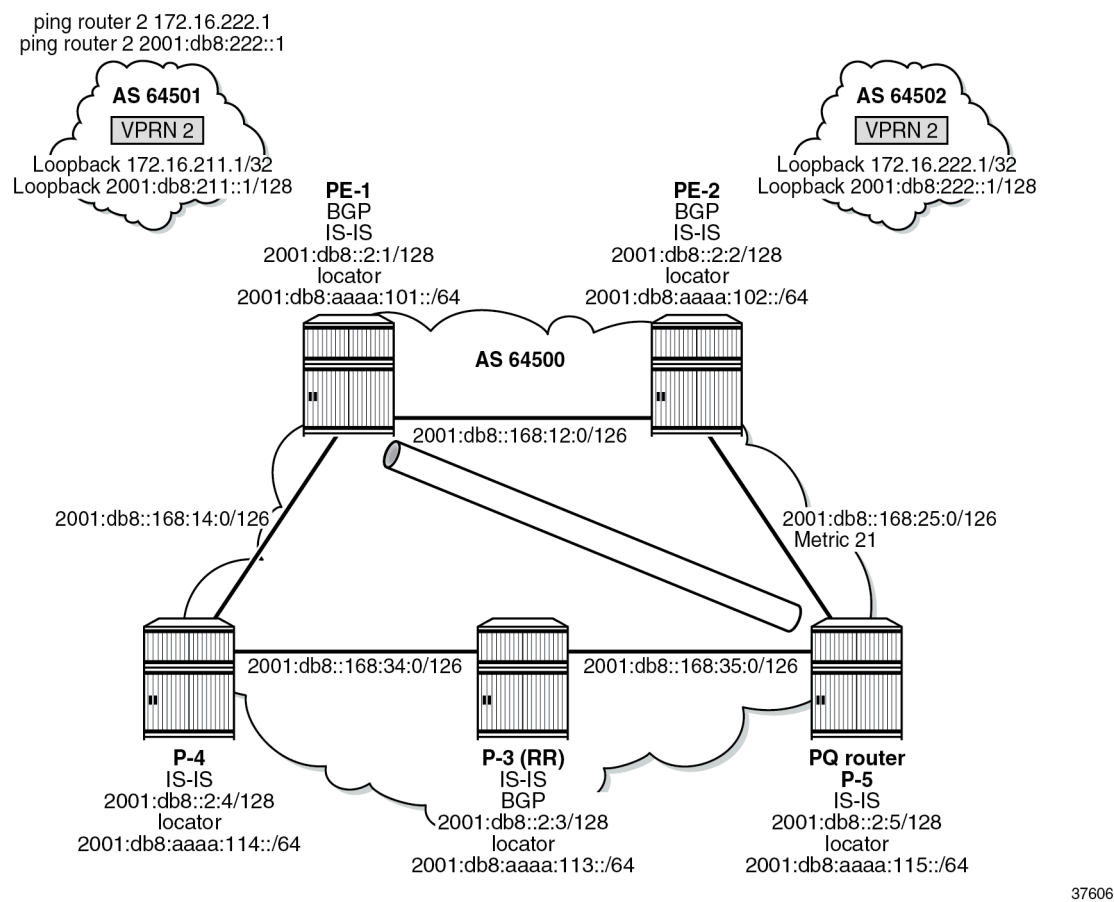 ping router 2 172.16.222.1
ping router 2 2001:db8:222::1
AS 64501
VPRN 2
Loopback 172.16.211.1/32
Loopback 2001:db8:211::1/128
AS 64502
VPRN 2
Loopback 172.16.222.1/32
Loopback 2001:db8:222::1/128
PE-1
BGP
IS-IS
2001:db8::2:1/128
locator
2001:db8:aaaa:101::/64
PE-2
BGP
IS-IS
2001:db8::2:2/128
locator
2001:db8:aaaa:102::/64
AS 64500
2001:db8::168:12:0/126
2001:db8::168:14:0/126
2001:db8::168:25:0/126
Metric 21
2001:db8::168:34:0/126
2001:db8::168:35:0/126
P-4
IS-IS
2001:db8::2:4/128
locator
2001:db8:aaaa:114::/64
P-3 (RR)
IS-IS
BGP
2001:db8::2:3/128
locator
2001:db8:aaaa:113::/64
PQ router
P-5
IS-IS
2001:db8::2:5/128
locator
2001:db8:aaaa:115::/64
37606